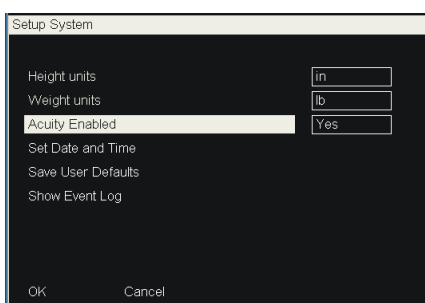 Setup System
Height units in
Weight units lb
Acuity Enabled Yes
Set Date and Time
Save User Defaults
Show Event Log
OK Cancel